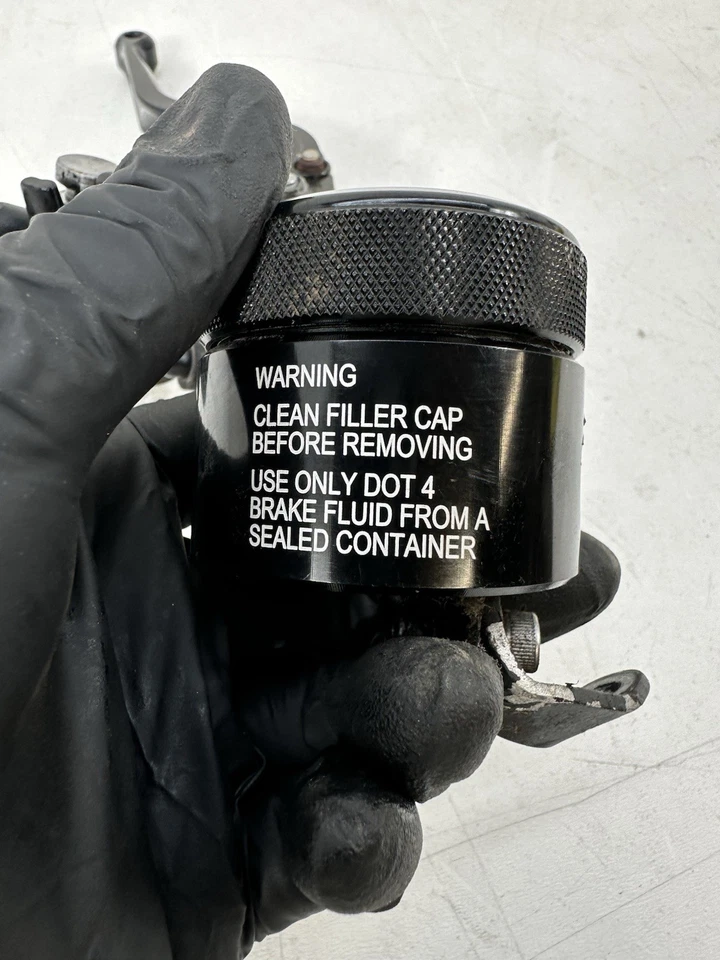 WARNING
CLEAN FILLER CAP
BEFORE REMOVING
USE ONLY DOT 4
BRAKE FLUID FROM A
SEALED CONTAINER